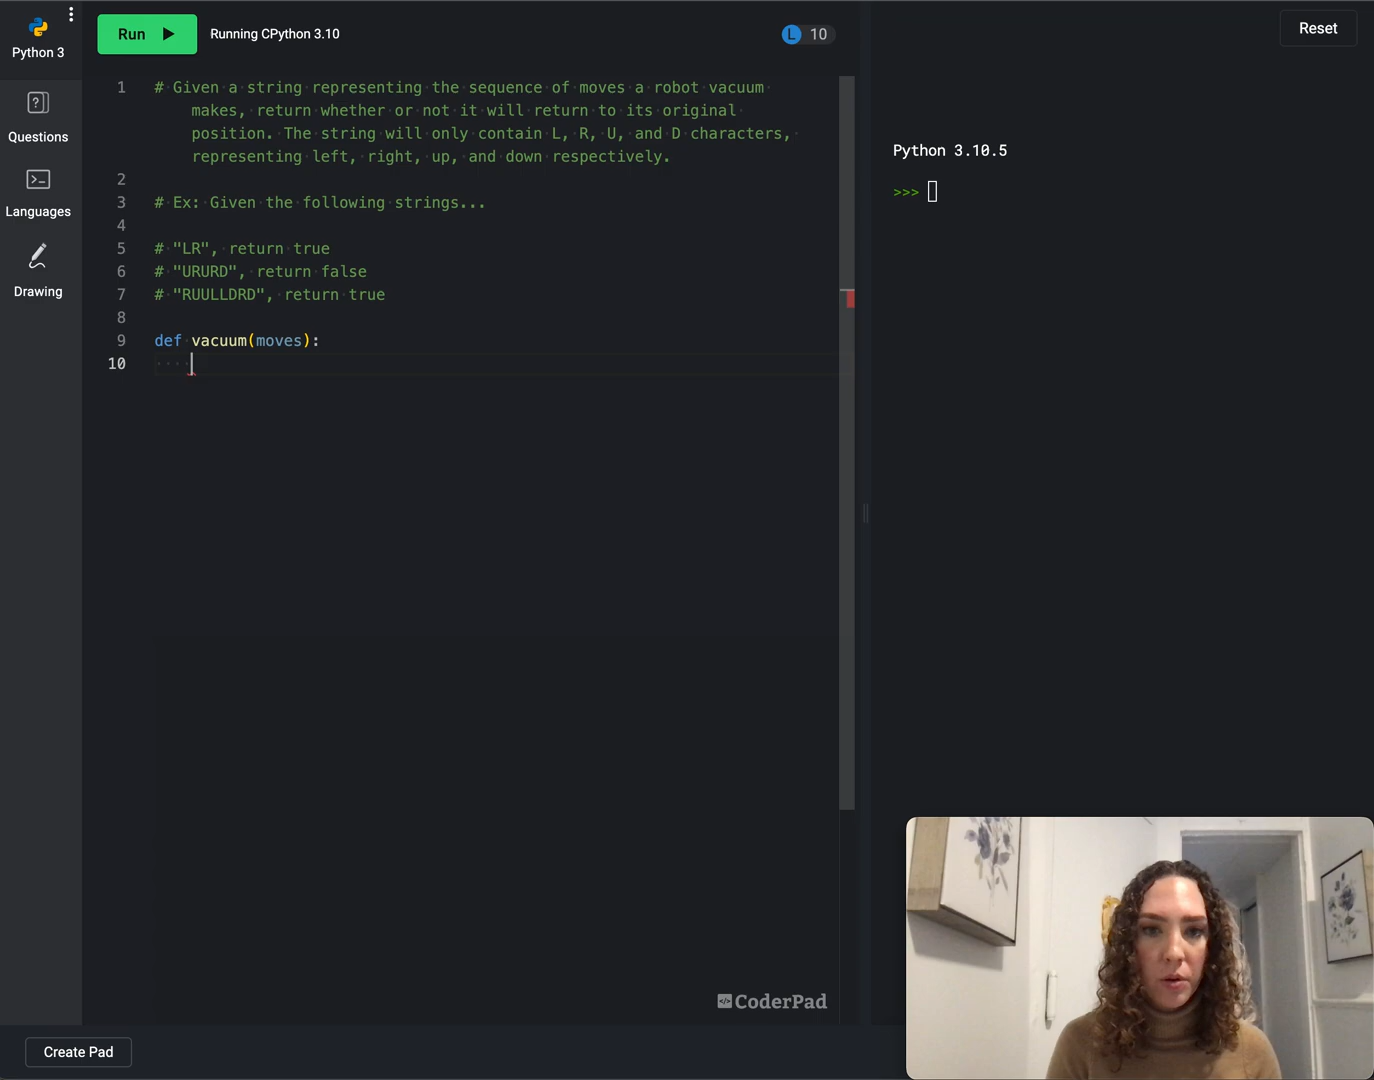 Python 3
Run
Running CPython 3.10
L 10
Reset
Questions
Languages
Drawing
1 # Given a string representing the sequence of moves a robot vacuum
makes, return whether or not it will return to its original
position. The string will only contain L, R, U, and D characters,
representing left, right, up, and down respectively.
2
3 # Ex: Given the following strings...
4
5 # "LR", return true
6 # "URURD", return false
7 # "RUULLDRD", return true
8
9 def vacuum(moves):
10
Python 3.10.5
>>>
CoderPad
Create Pad